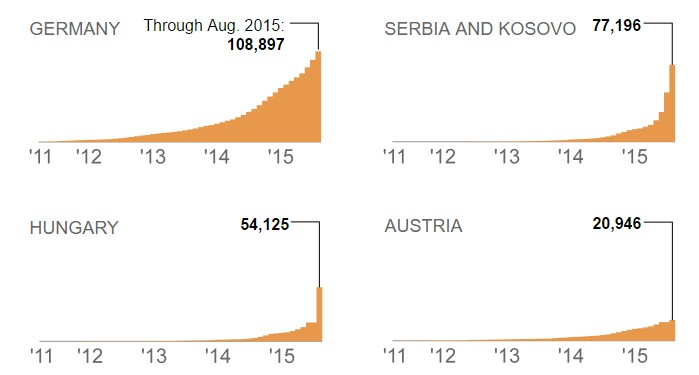 GERMANY
Through Aug. 2015:
108,897
'11 '12 '13 '14 '15
SERBIA AND KOSOVO 77,196
'11 '12 '13 '14 '15
HUNGARY 54,125
'11 '12 '13 '14 '15
AUSTRIA 20,946
'11 '12 '13 '14 '15